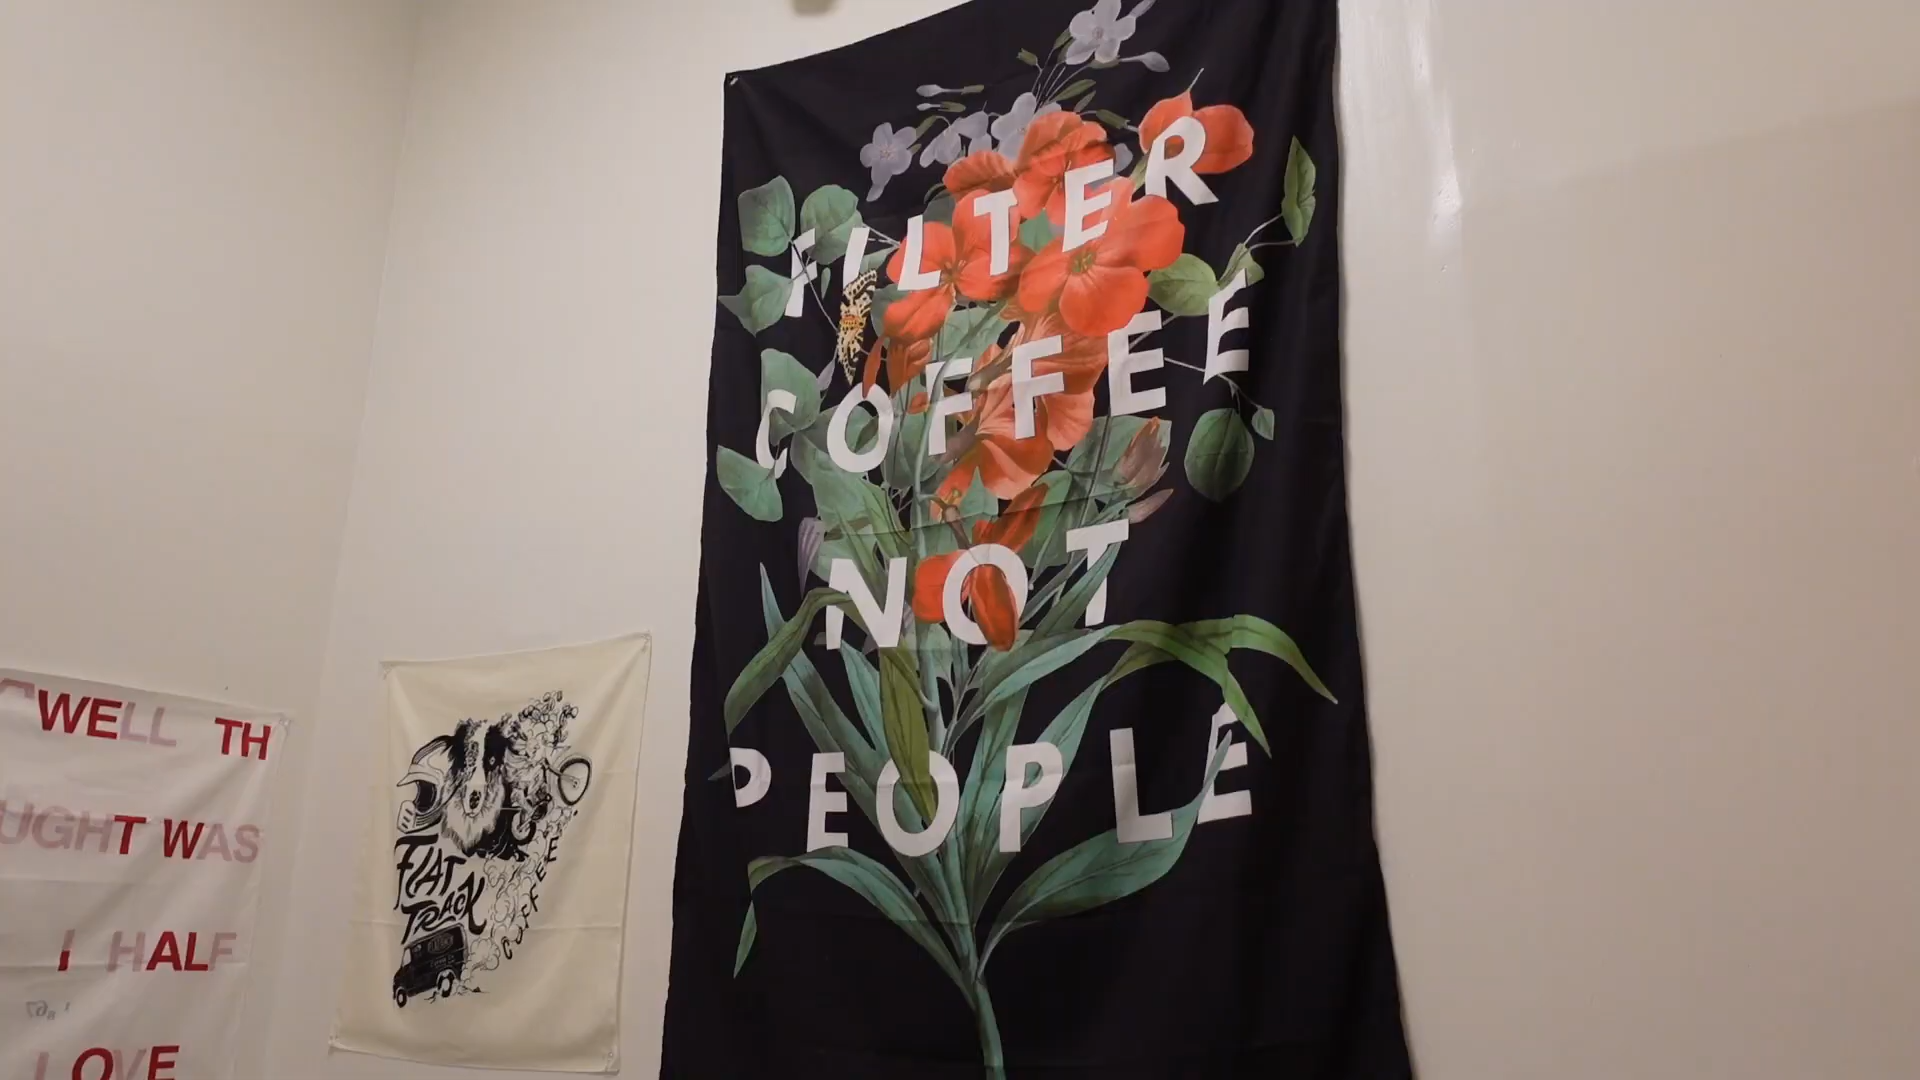 FILTER
COFFEE
NOT
PEOPLE
FLAT
TRACK
COFFEE
WELL TH
UGHT WAS
I HALF
LOVE